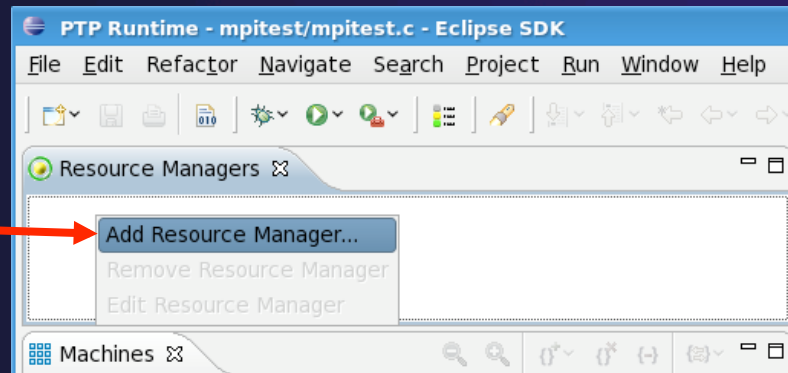 PTP Runtime - mpitest/mpitest.c - Eclipse SDK
File Edit Refactor Navigate Search Project Run Window Help
010
Resource Managers
Add Resource Manager...
Remove Resource Manager
Edit Resource Manager
Machines